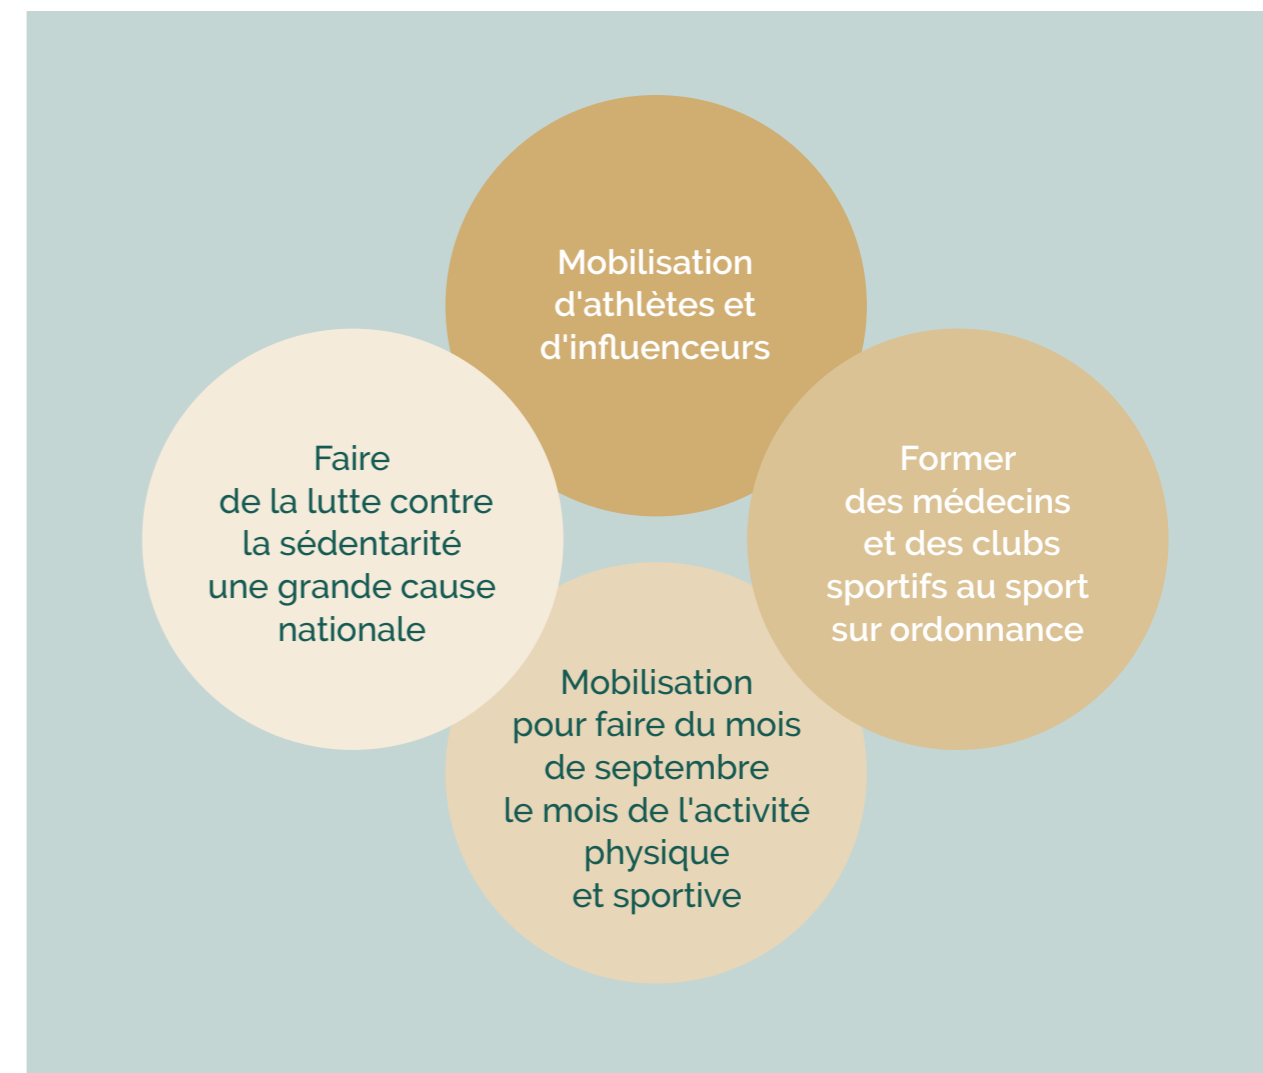 Mobilisation
d'athlètes et
d'influenceurs
Faire
de la lutte contre
la sédentarité
une grande cause
nationale
Former
des médecins
et des clubs
sportifs au sport
sur ordonnance
Mobilisation
pour faire du mois
de septembre
le mois de l'activité
physique
et sportive